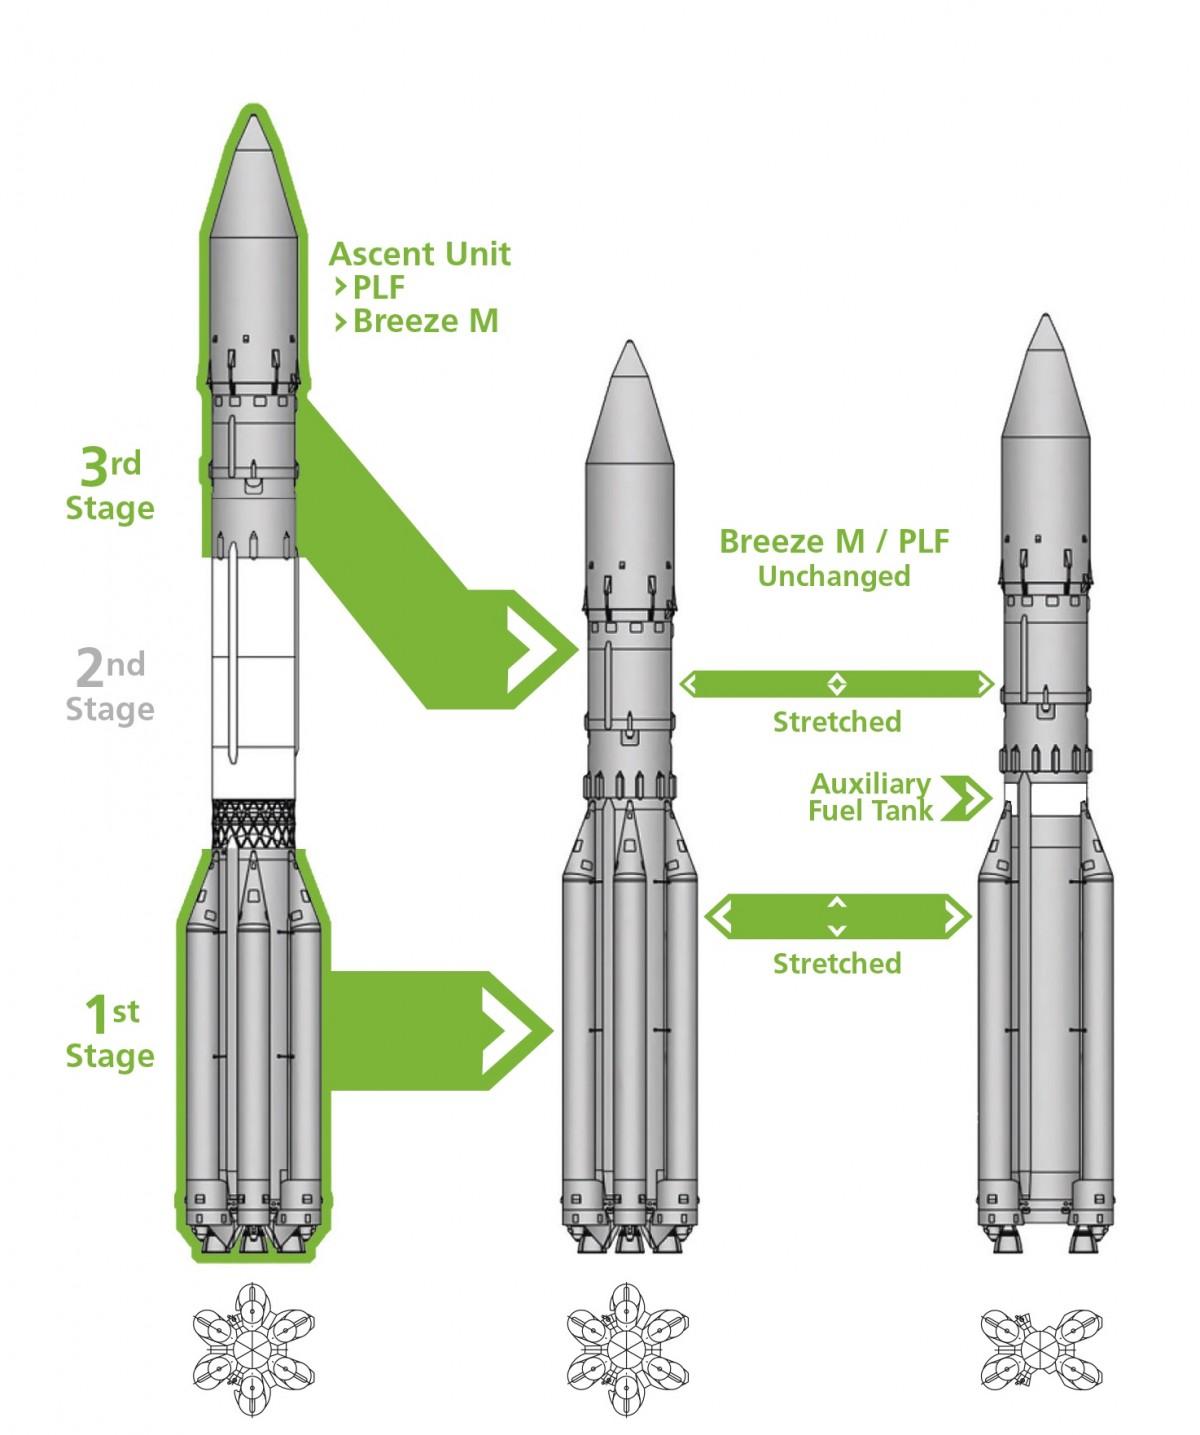 Ascent Unit
> PLF
> Breeze M
3rd
Stage
2nd
Stage
1st
Stage
Breeze M / PLF
Unchanged
Stretched
Auxiliary
Fuel Tank
Stretched